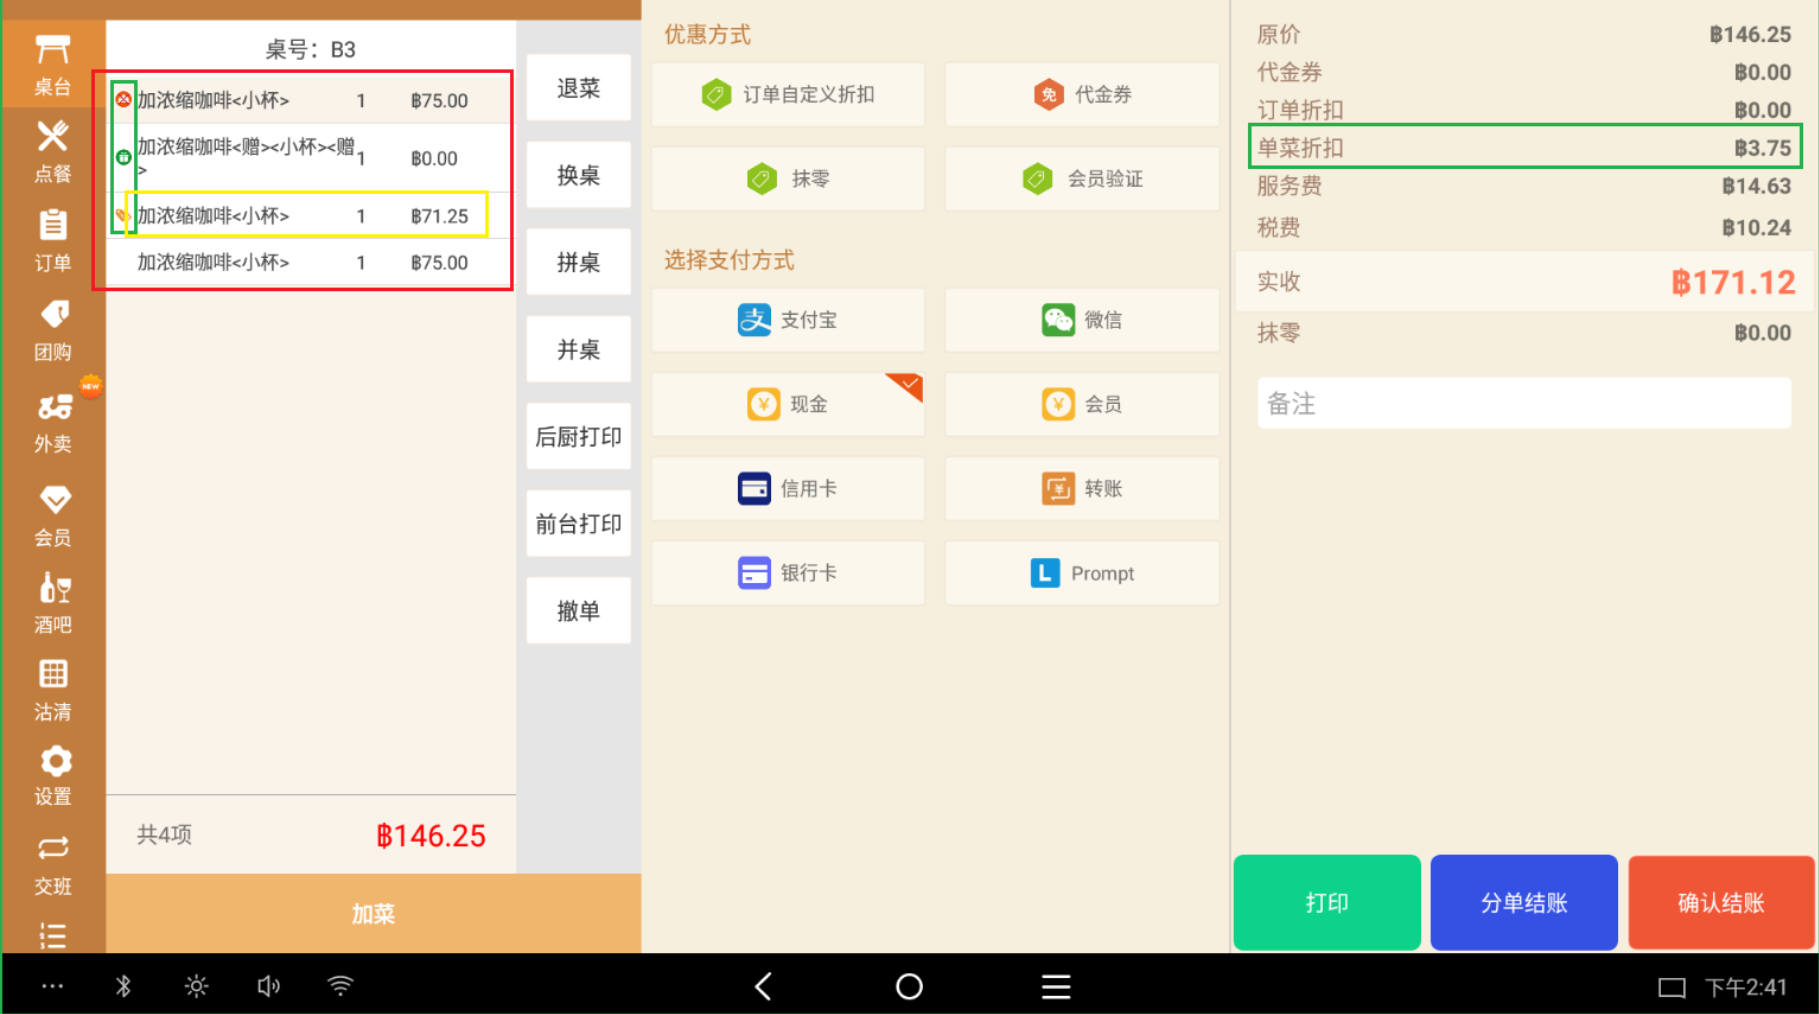 桌台
点餐
订单
团购
NEW
外卖
会员
酒吧
沽清
设置
交班
桌号：B3
加浓缩咖啡<小杯> 1 ฿75.00
加浓缩咖啡<赠><小杯><赠
> 1 ฿0.00
加浓缩咖啡<小杯> 1 ฿71.25
加浓缩咖啡<小杯> 1 ฿75.00
共4项 ฿146.25
加菜
退菜
换桌
拼桌
并桌
后厨打印
前台打印
撤单
优惠方式
订单自定义折扣
免 代金券
抹零
会员验证
选择支付方式
支 支付宝
微信
¥ 现金
¥ 会员
信用卡
¥ 转账
银行卡
L Prompt
原价 ฿146.25
代金券 ฿0.00
订单折扣 ฿0.00
单菜折扣 ฿3.75
服务费 ฿14.63
税费 ฿10.24
实收 ฿171.12
抹零 ฿0.00
备注
打印
分单结账
确认结账
下午2:41